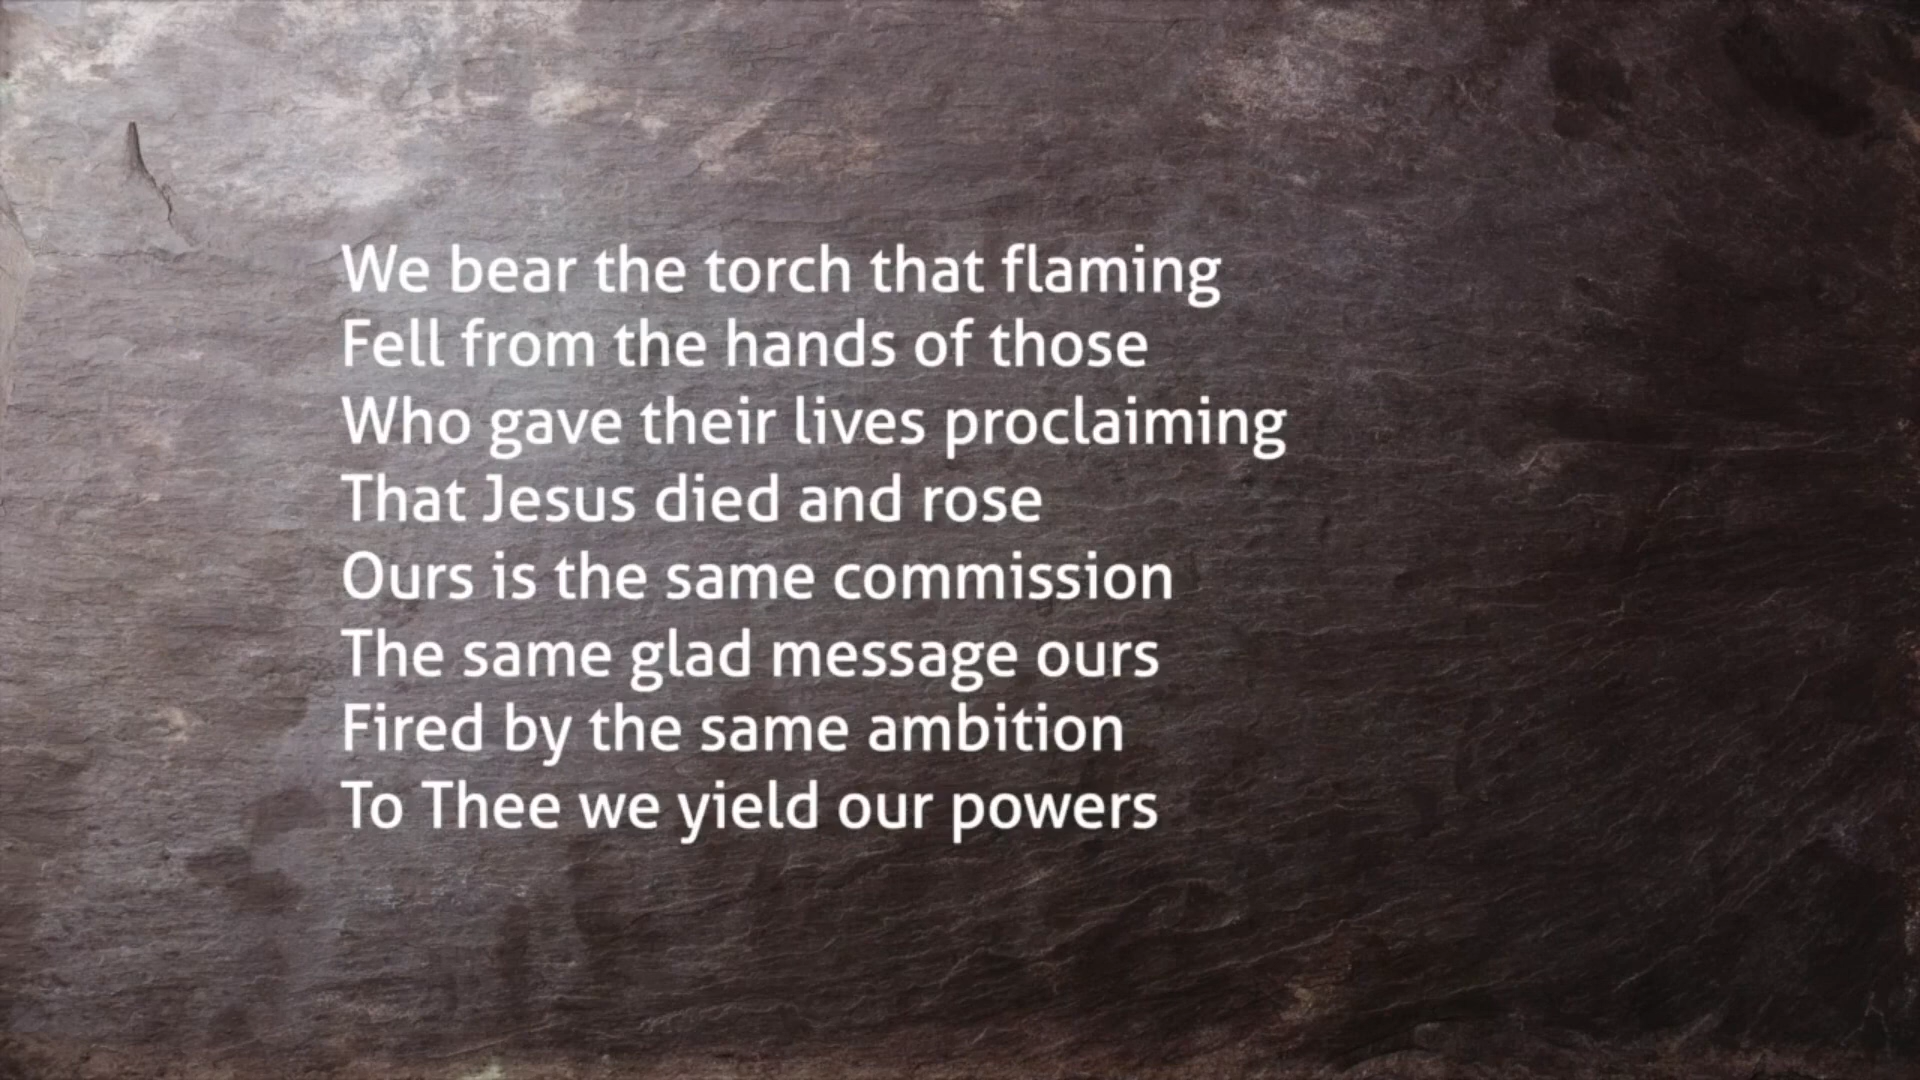 We bear the torch that flaming
Fell from the hands of those
Who gave their lives proclaiming
That Jesus died and rose
Ours is the same commission
The same glad message ours
Fired by the same ambition
To Thee we yield our powers